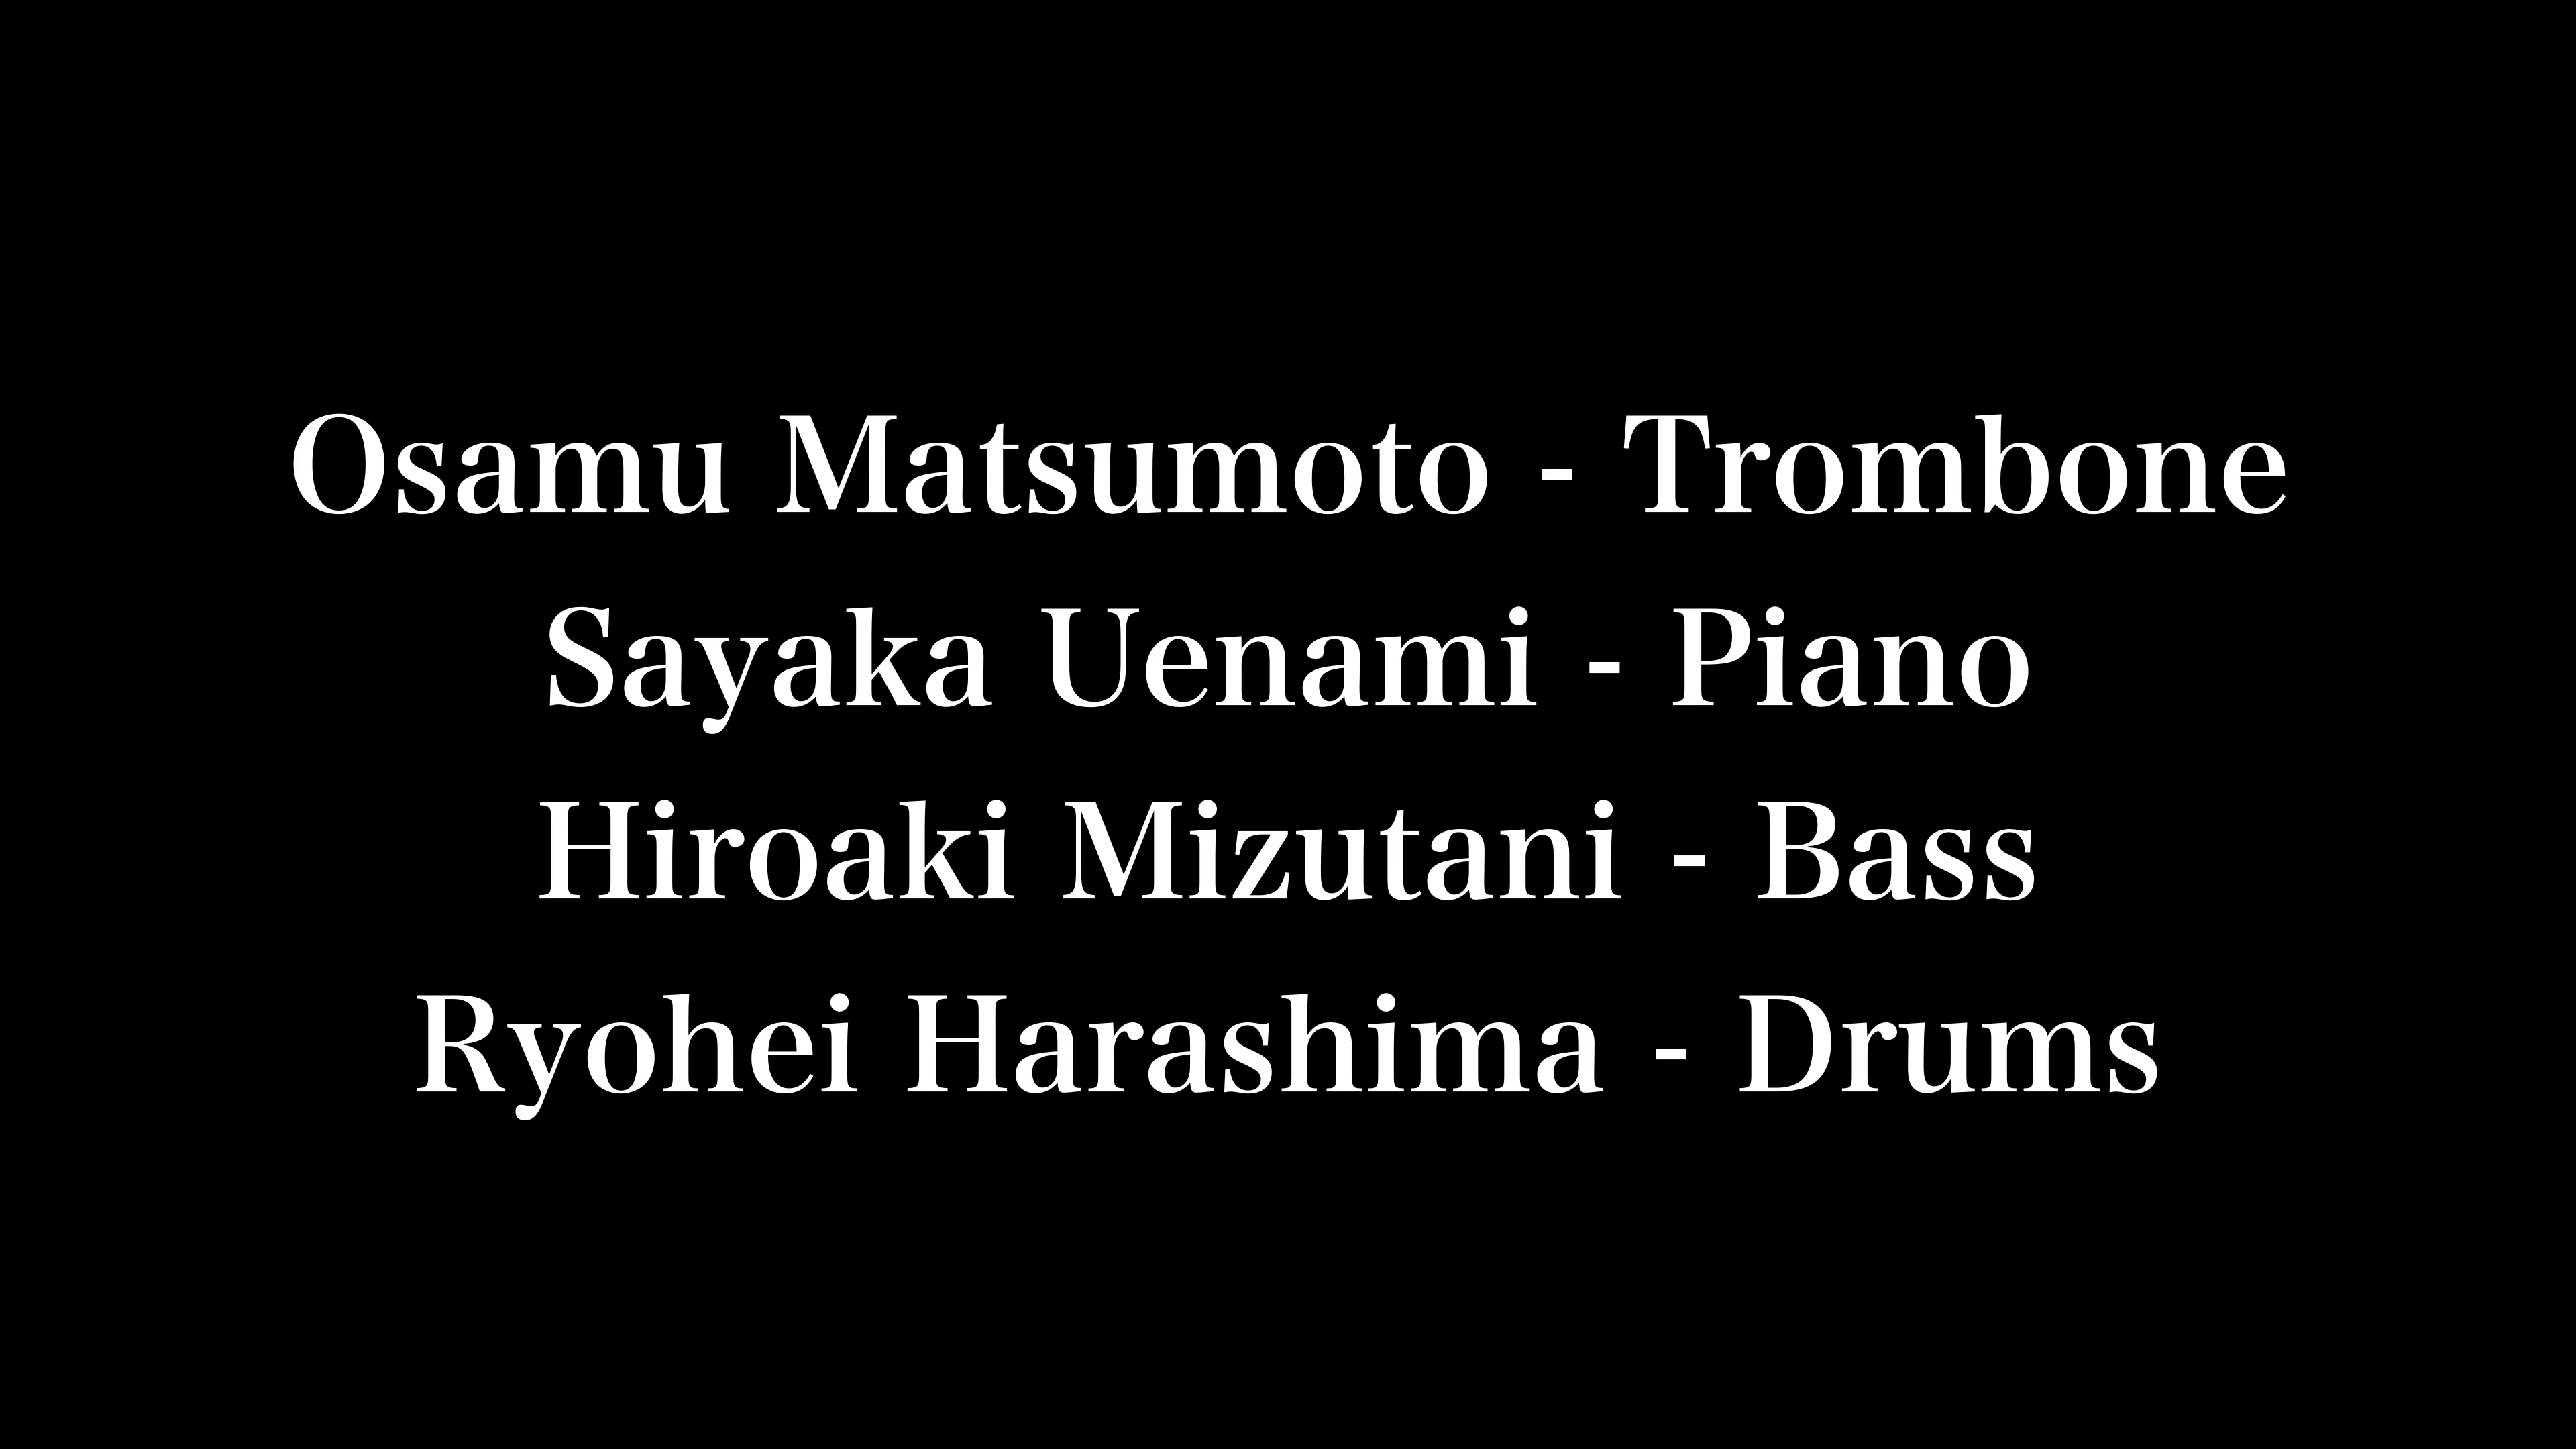 Osamu Matsumoto - Trombone
Sayaka Uenami - Piano
Hiroaki Mizutani - Bass
Ryohei Harashima - Drums